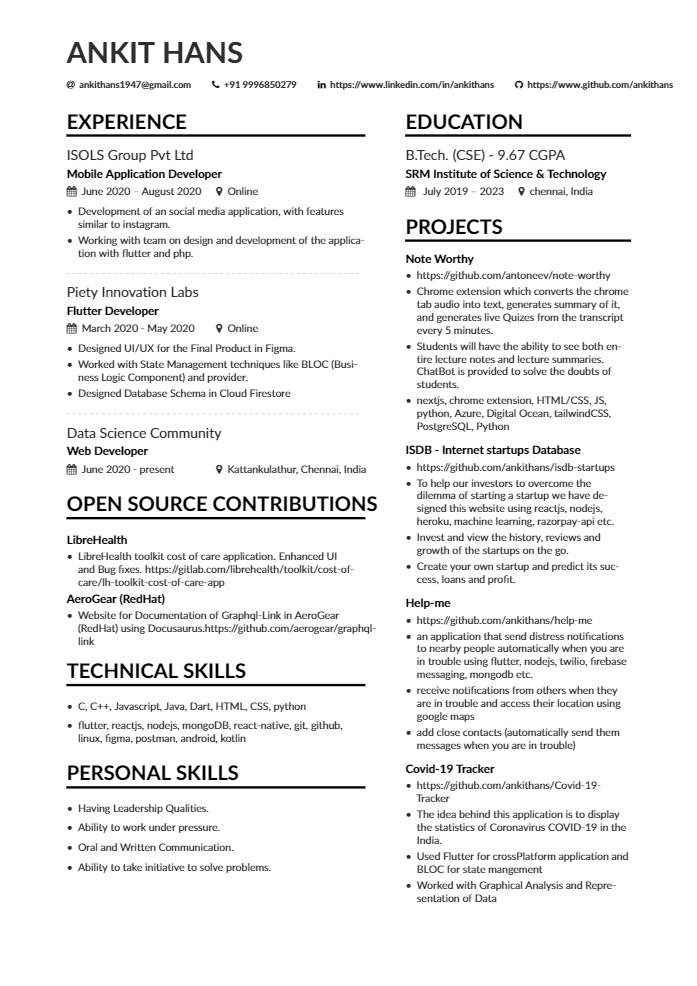 ANKIT HANS
ankithans1947@gmail.com +91 9996850279 https://www.linkedin.com/in/ankithans https://www.github.com/ankithans
EXPERIENCE
ISOLS Group Pvt Ltd
Mobile Application Developer
June 2020 – August 2020 Online
• Development of an social media application, with features
similar to instagram.
• Working with team on design and development of the applica-
tion with flutter and php.
Piety Innovation Labs
Flutter Developer
March 2020 - May 2020 Online
• Designed UI/UX for the Final Product in Figma.
• Worked with State Management techniques like BLOC (Busi-
ness Logic Component) and provider.
• Designed Database Schema in Cloud Firestore
Data Science Community
Web Developer
June 2020 - present Kattankulathur, Chennai, India
OPEN SOURCE CONTRIBUTIONS
LibreHealth
• LibreHealth toolkit cost of care application. Enhanced UI
and Bug fixes. https://gitlab.com/librehealth/toolkit/cost-of-
care/lh-toolkit-cost-of-care-app
AeroGear (RedHat)
• Website for Documentation of Graphql-Link in AeroGear
(RedHat) using Docusaurus.https://github.com/aerogear/graphql-
link
TECHNICAL SKILLS
• C, C++, Javascript, Java, Dart, HTML, CSS, python
• flutter, reactjs, nodejs, mongoDB, react-native, git, github,
linux, figma, postman, android, kotlin
PERSONAL SKILLS
• Having Leadership Qualities.
• Ability to work under pressure.
• Oral and Written Communication.
• Ability to take initiative to solve problems.
EDUCATION
B.Tech. (CSE) - 9.67 CGPA
SRM Institute of Science & Technology
July 2019 – 2023 chennai, India
PROJECTS
Note Worthy
• https://github.com/antoneev/note-worthy
• Chrome extension which converts the chrome
tab audio into text, generates summary of it,
and generates live Quizes from the transcript
every 5 minutes.
• Students will have the ability to see both en-
tire lecture notes and lecture summaries.
ChatBot is provided to solve the doubts of
students.
• nextjs, chrome extension, HTML/CSS, JS,
python, Azure, Digital Ocean, tailwindCSS,
PostgreSQL, Python
ISDB - Internet startups Database
• https://github.com/ankithans/isdb-startups
• To help our investors to overcome the
dilemma of starting a startup we have de-
signed this website using reactjs, nodejs,
heroku, machine learning, razorpay-api etc.
• Invest and view the history, reviews and
growth of the startups on the go.
• Create your own startup and predict its suc-
cess, loans and profit.
Help-me
• https://github.com/ankithans/help-me
• an application that send distress notifications
to nearby people automatically when you are
in trouble using flutter, nodejs, twilio, firebase
messaging, mongodb etc.
• receive notifications from others when they
are in trouble and access their location using
google maps
• add close contacts (automatically send them
messages when you are in trouble)
Covid-19 Tracker
• https://github.com/ankithans/Covid-19-
Tracker
• The idea behind this application is to display
the statistics of Coronavirus COVID-19 in the
India.
• Used Flutter for crossPlatform application and
BLOC for state mangement
• Worked with Graphical Analysis and Repre-
sentation of Data